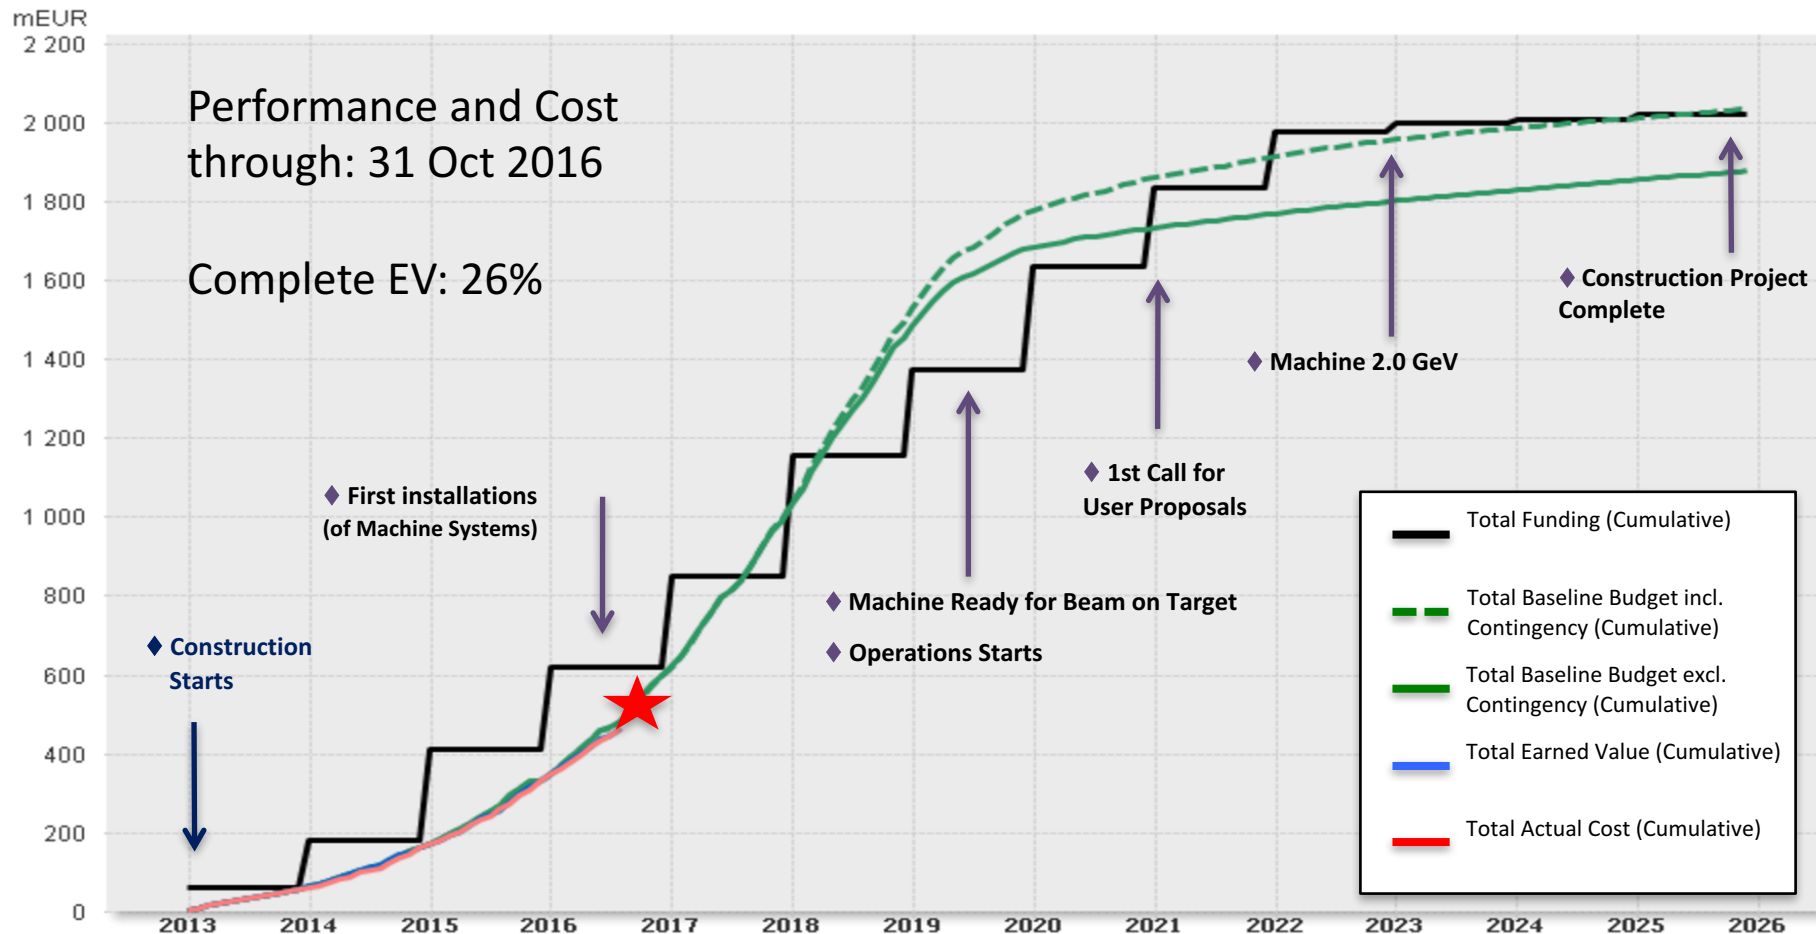 mEUR
2 200
2 000
1 800
1 600
1 400
1 200
1 000
800
600
400
200
0
Performance and Cost
through: 31 Oct 2016
Complete EV: 26%
♦ Construction
Starts
♦ First installations
(of Machine Systems)
♦ Machine Ready for Beam on Target
♦ Operations Starts
♦ 1st Call for
User Proposals
♦ Machine 2.0 GeV
♦ Construction Project
Complete
Total Funding (Cumulative)
Total Baseline Budget incl.
Contingency (Cumulative)
Total Baseline Budget excl.
Contingency (Cumulative)
Total Earned Value (Cumulative)
Total Actual Cost (Cumulative)
2013 2014 2015 2016 2017 2018 2019 2020 2021 2022 2023 2024 2025 2026